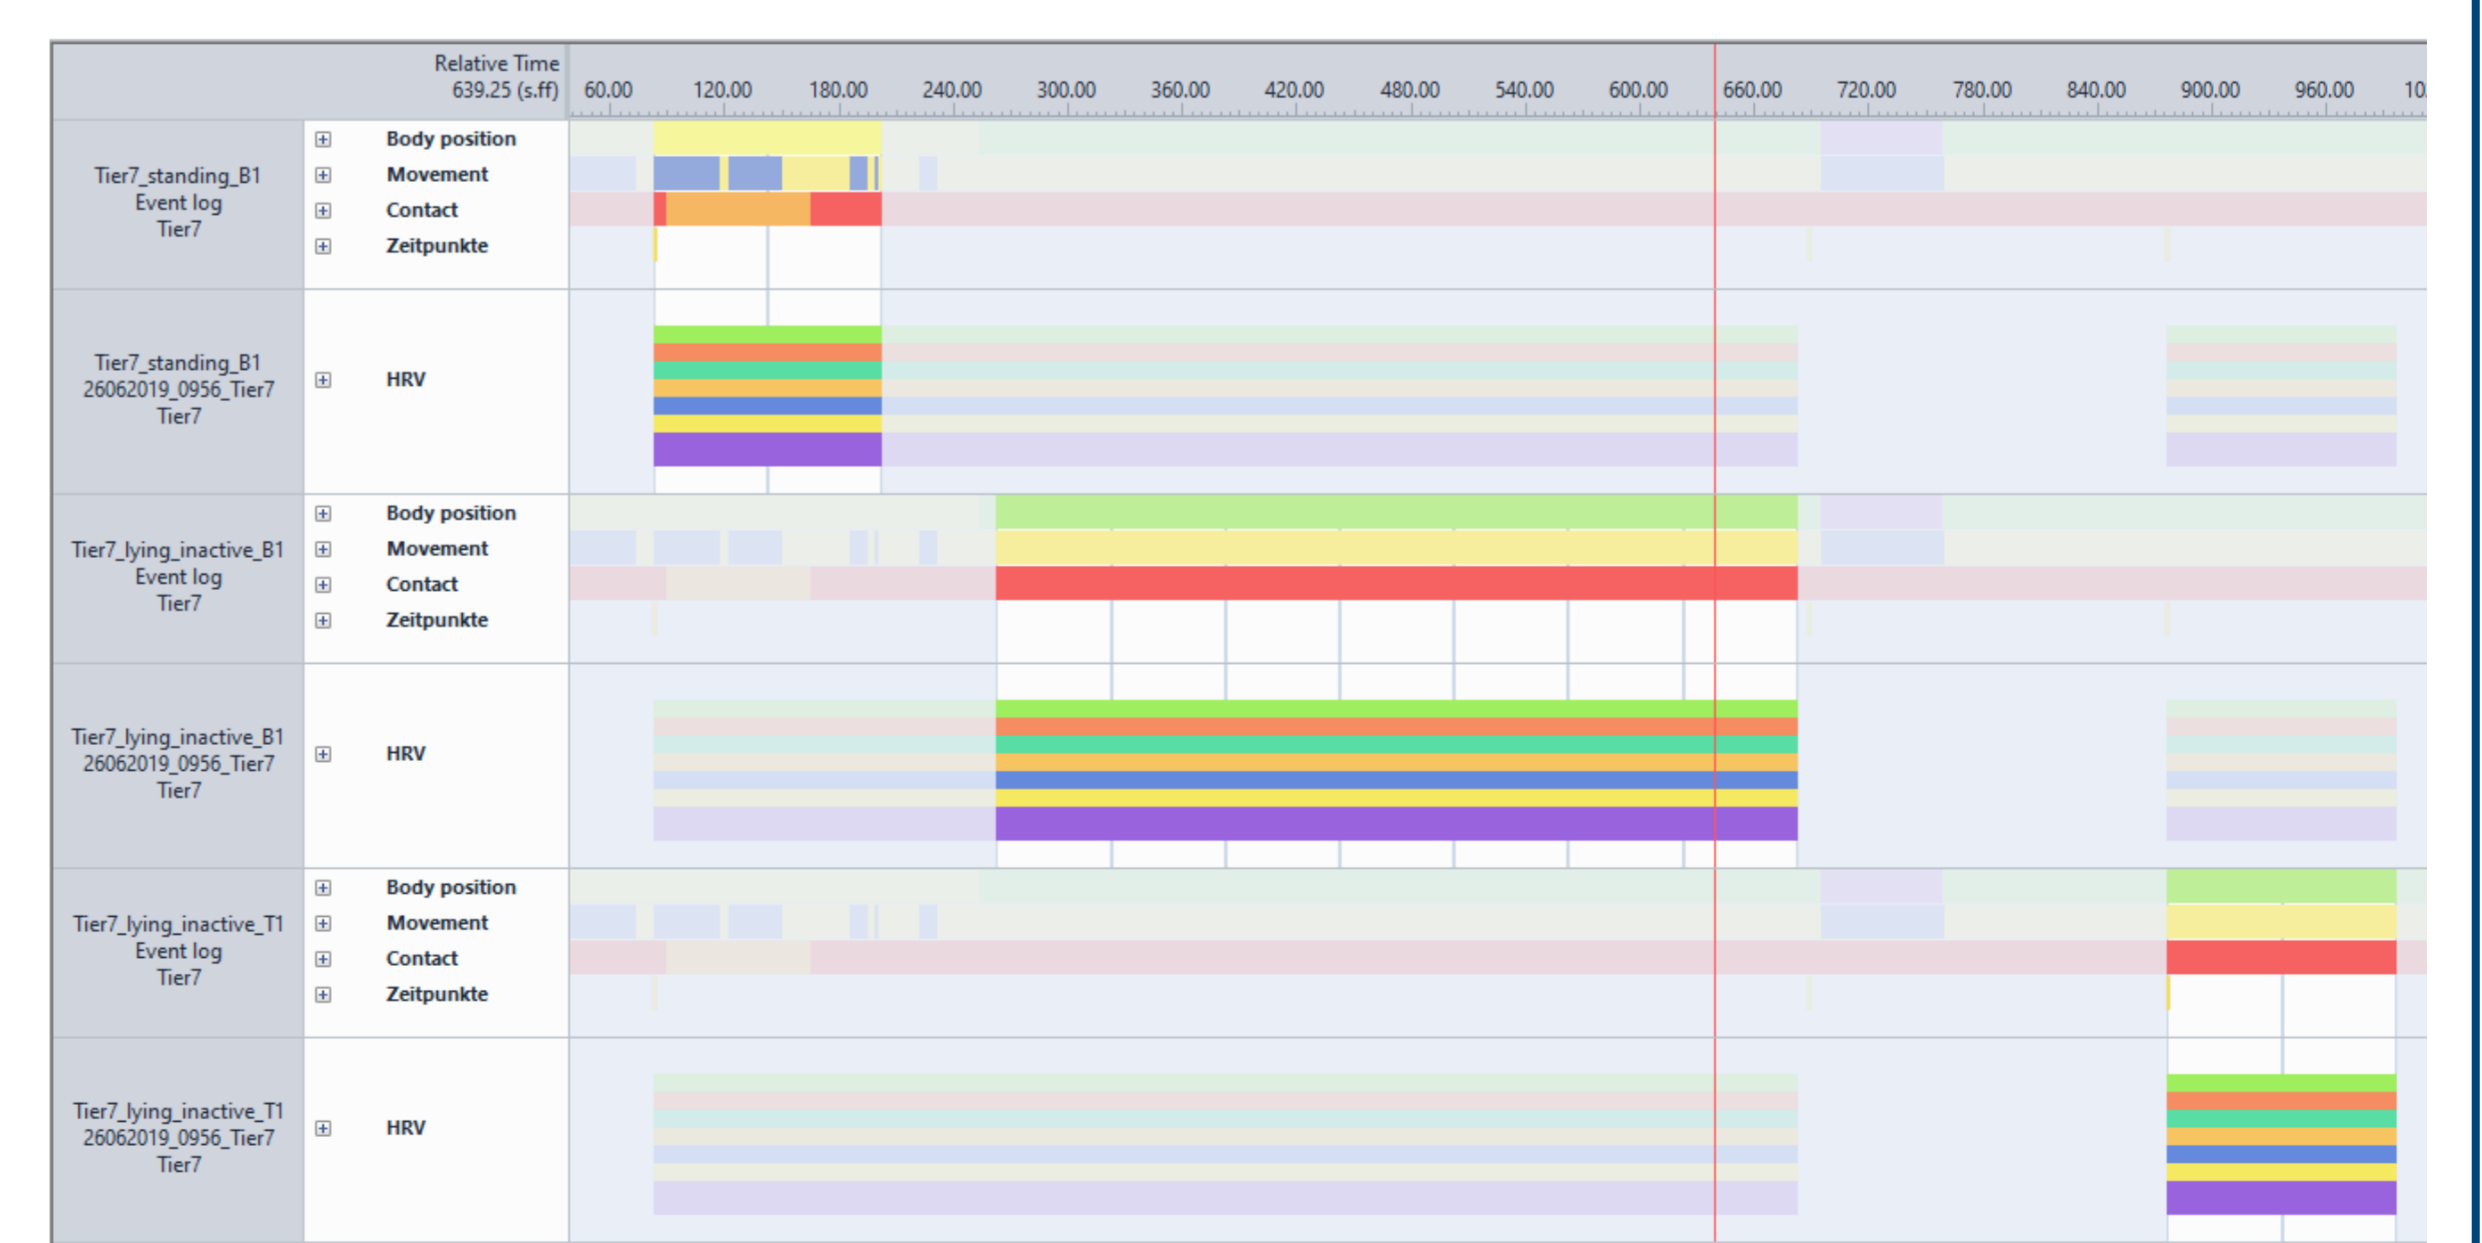 Relative Time
639.25 (s.ff) 60.00 120.00 180.00 240.00 300.00 360.00 420.00 480.00 540.00 600.00 660.00 720.00 780.00 840.00 900.00 960.00 10
Tier7_standing_B1
Event log
Tier7
Body position
Movement
Contact
Zeitpunkte
Tier7_standing_B1
26062019_0956_Tier7
Tier7
HRV
Tier7_lying_inactive_B1
Event log
Tier7
Body position
Movement
Contact
Zeitpunkte
Tier7_lying_inactive_B1
26062019_0956_Tier7
Tier7
HRV
Tier7_lying_inactive_T1
Event log
Tier7
Body position
Movement
Contact
Zeitpunkte
Tier7_lying_inactive_T1
26062019_0956_Tier7
Tier7
HRV